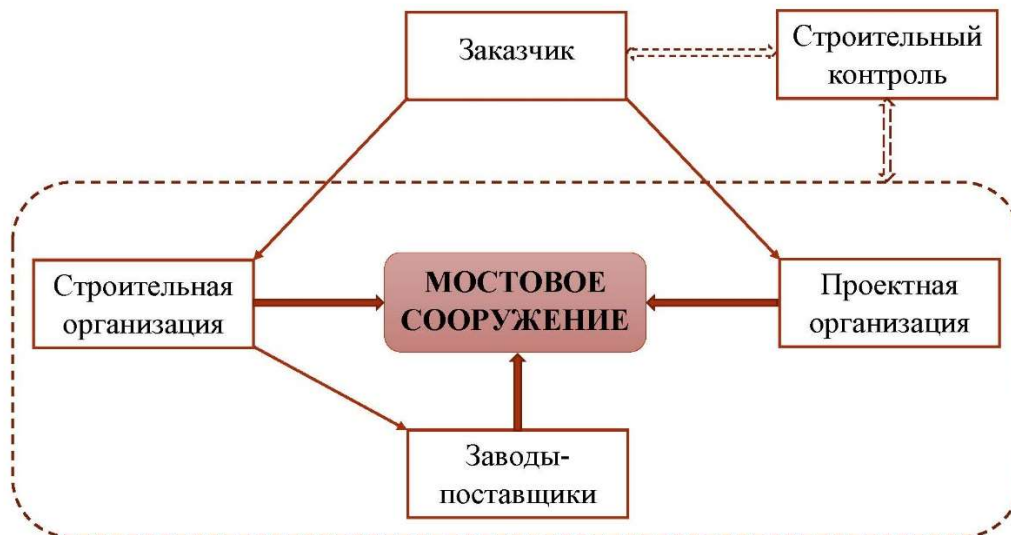 Заказчик
Строительный
контроль
Строительная
организация
МОСТОВОЕ
СООРУЖЕНИЕ
Проектная
организация
Заводы-
поставщики